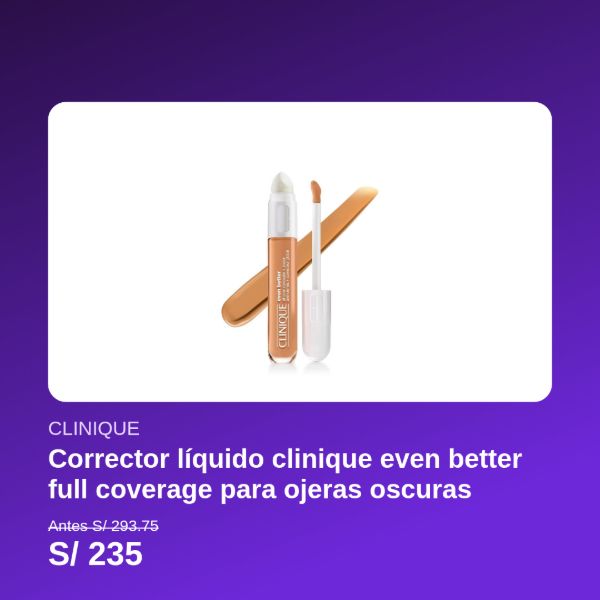 CLINIQUE
even better
CLINIQUE
Corrector líquido clinique even better
full coverage para ojeras oscuras
Antes S/ 293.75
S/ 235